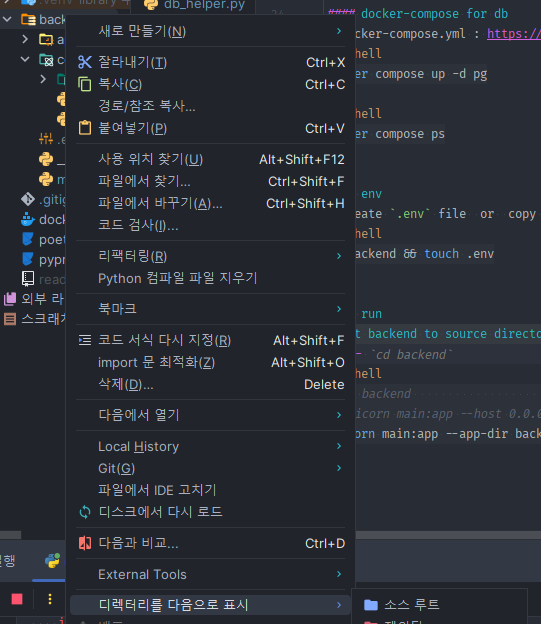 .venv library
db_helper.py
back
새로 만들기(N)
잘라내기(T) Ctrl+X
복사(C) Ctrl+C
경로/참조 복사...
붙여넣기(P) Ctrl+V
사용 위치 찾기(U) Alt+Shift+F12
파일에서 찾기... Ctrl+Shift+F
파일에서 바꾸기(A)... Ctrl+Shift+H
코드 검사(I)...
리팩터링(R)
Python 컴파일 파일 지우기
북마크
코드 서식 다시 지정(R) Alt+Shift+F
import 문 최적화(Z) Alt+Shift+O
삭제(D)... Delete
다음에서 열기
Local History
Git(G)
파일에서 IDE 고치기
디스크에서 다시 로드
다음과 비교... Ctrl+D
External Tools
디렉터리를 다음으로 표시
소스 루트
a
c
.e
m
.gitig
dock
poet
pypr
read
외부 라
스크래치
행
#### docker-compose for db
cker-compose.yml : https://
hell
er compose up -d pg
hell
er compose ps
env
eate `.env` file or copy
hell
ackend && touch .env
run
t backend to source directo
- `cd backend`
hell
backend
icorn main:app --host 0.0.0
orn main:app --app-dir back